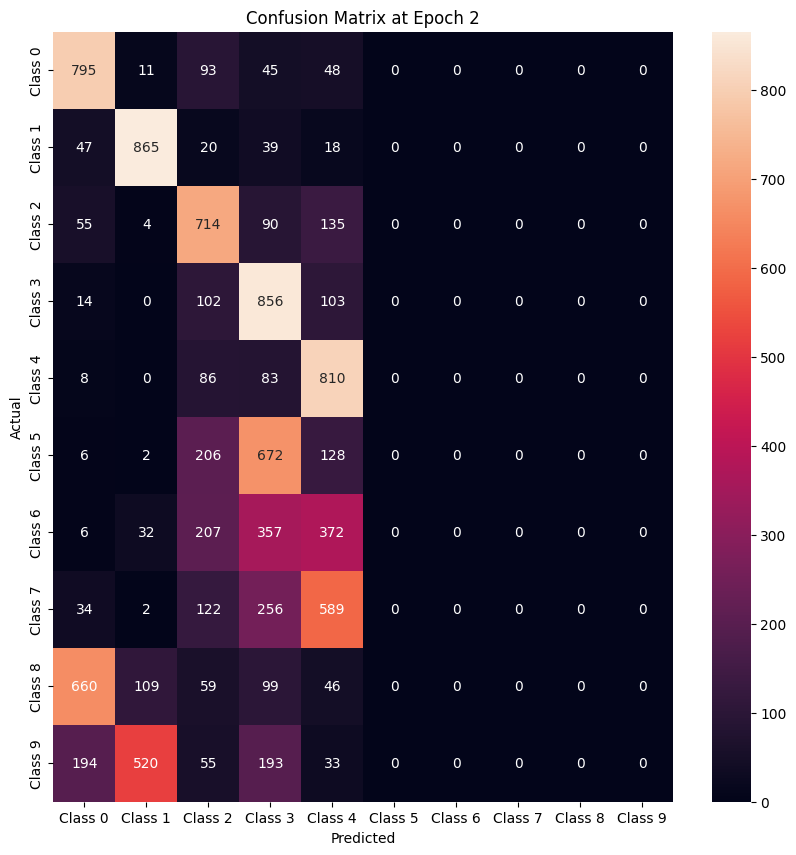 Confusion Matrix at Epoch 2
Class 0 795 11 93 45 48 0 0 0 0 0
Class 1 47 865 20 39 18 0 0 0 0 0
Class 2 55 4 714 90 135 0 0 0 0 0
Class 3 14 0 102 856 103 0 0 0 0 0
Class 4 8 0 86 83 810 0 0 0 0 0
Class 5 6 2 206 672 128 0 0 0 0 0
Class 6 6 32 207 357 372 0 0 0 0 0
Class 7 34 2 122 256 589 0 0 0 0 0
Class 8 660 109 59 99 46 0 0 0 0 0
Class 9 194 520 55 193 33 0 0 0 0 0
Class 0 Class 1 Class 2 Class 3 Class 4 Class 5 Class 6 Class 7 Class 8 Class 9
Predicted
Actual
800
700
600
500
400
300
200
100
0